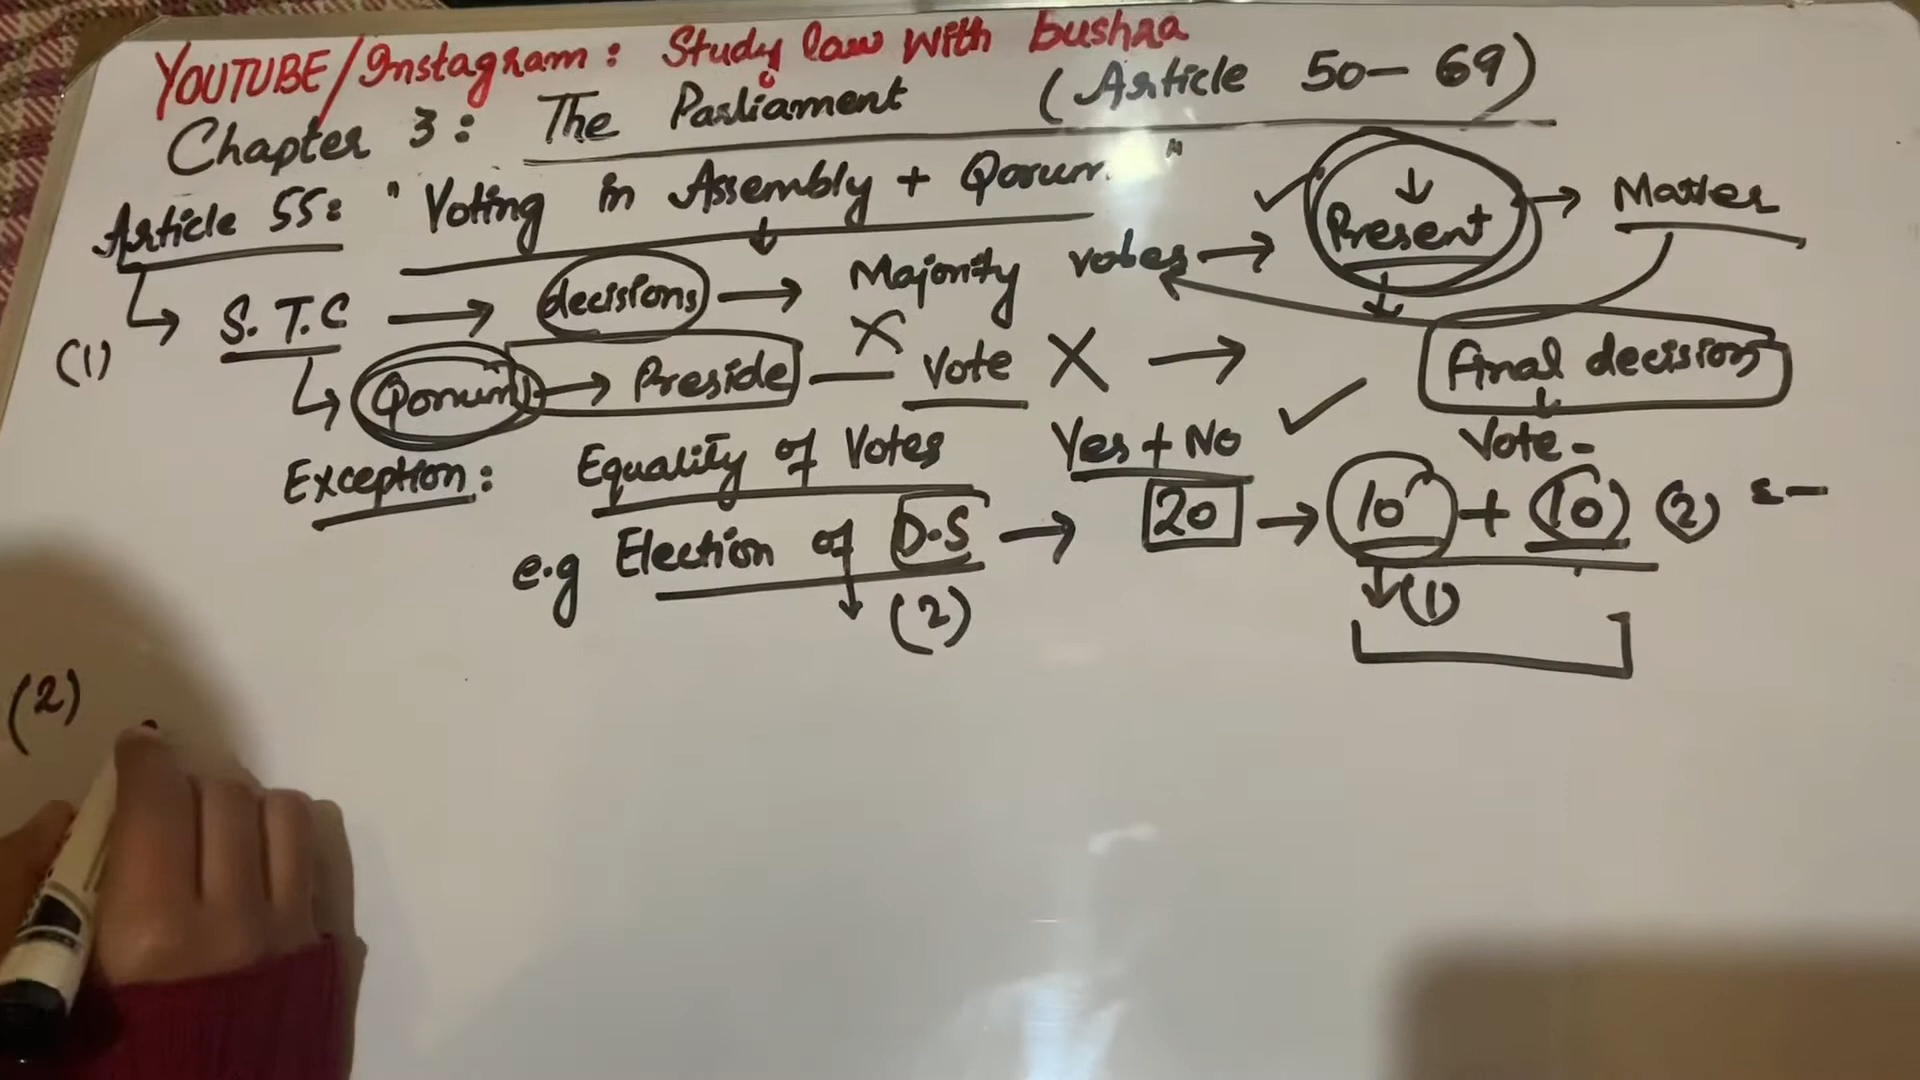 YOUTUBE/Instagram: Study law with bushra
Chapter 3: The Parliament (Article 50-69)
Article 55: "Voting in Assembly + Qorum"
(1) → S.T.C → decisions → Majority votes → ↓ Present → Matter
Qorum → Preside — X Vote X → final decision
Exception: Equality of Votes Yes + No ✓ Vote -
e.g Election of D.S → 20 → 10 + 10 (2)
(2) (1)
(2)